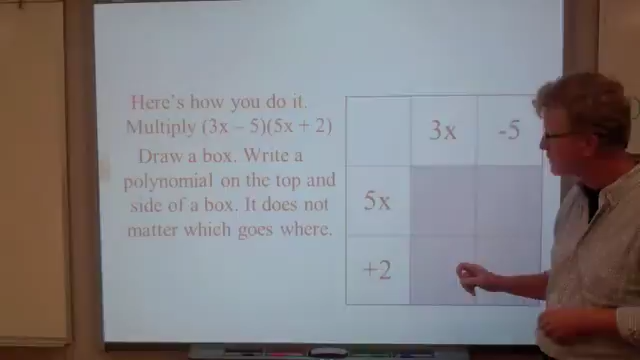 Here's how you do it.
Multiply (3x – 5)(5x + 2)
Draw a box. Write a
polynomial on the top and
side of a box. It does not
matter which goes where.
3x -5
5x
+2